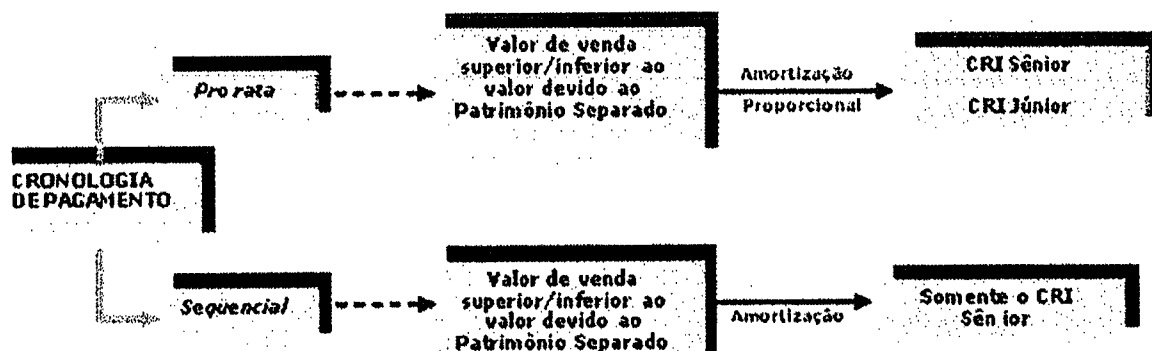 Pro rata
Valor de venda
superior/inferior ao
valor devido ao
Patrimônio Separado
Amortização
Proporcional
CRI Sênior
CRI Júnior
CRONOLOGIA
DE PAGAMENTO
Sequencial
Valor de venda
superior/inferior ao
valor devido ao
Patrimônio Separado
Amortização
Somente o CRI
Sênior